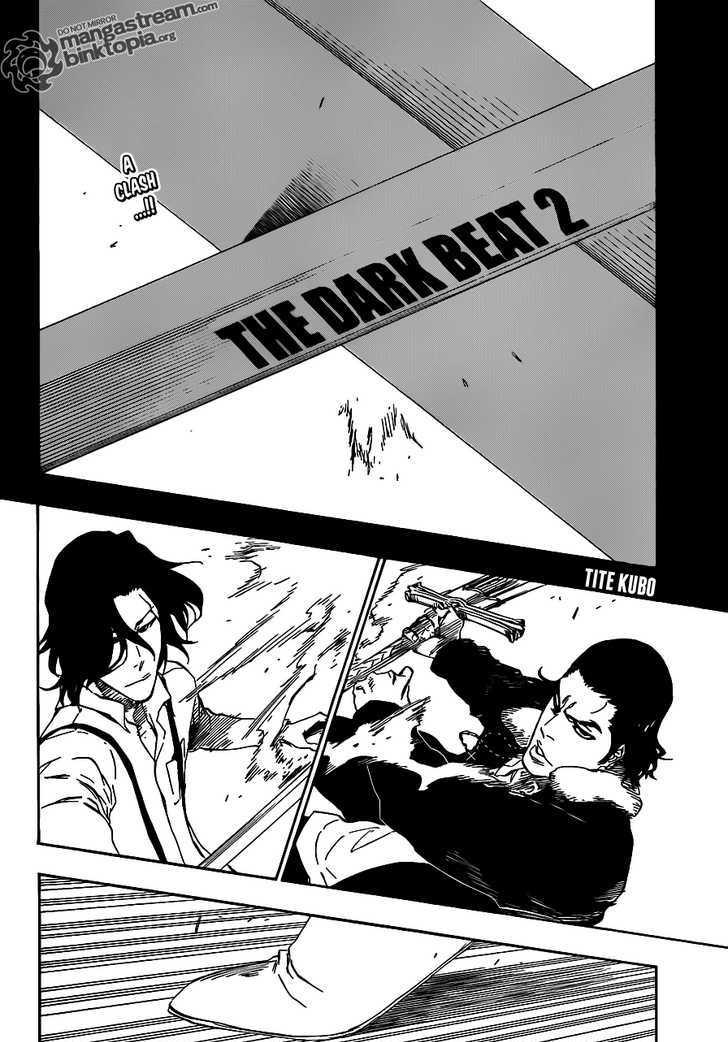 DO NOT MIRROR
mangastream.com
binktopia.org
A
CLASH
...!!
THE DARK BEAT 2
TITE KUBO